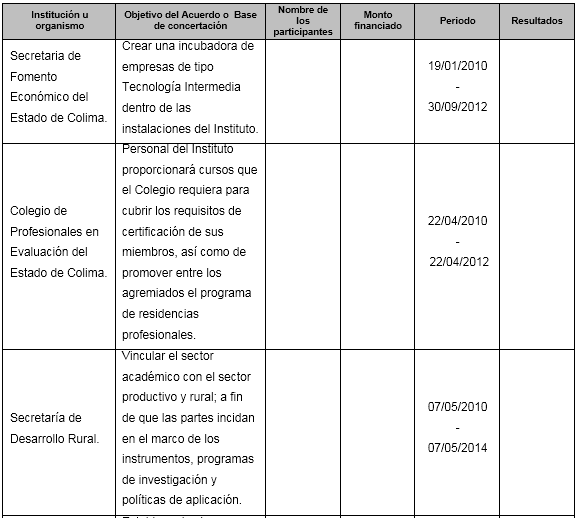 Institución u organismo
Objetivo del Acuerdo o Base de concertación
Nombre de los participantes
Monto financiado
Periodo
Resultados
Secretaria de
Fomento
Económico del
Estado de Colima.
Crear una incubadora de
empresas de tipo
Tecnología Intermedia
dentro de las
instalaciones del Instituto.
19/01/2010
-
30/09/2012
Colegio de
Profesionales en
Evaluación del
Estado de Colima.
Personal del Instituto
proporcionará cursos que
el Colegio requiera para
cubrir los requisitos de
certificación de sus
miembros, así como de
promover entre los
agremiados el programa
de residencias
profesionales.
22/04/2010
-
22/04/2012
Secretaría de
Desarrollo Rural.
Vincular el sector
académico con el sector
productivo y rural; a fin
de que las partes incidan
en el marco de los
instrumentos, programas
de investigación y
políticas de aplicación.
07/05/2010
-
07/05/2014